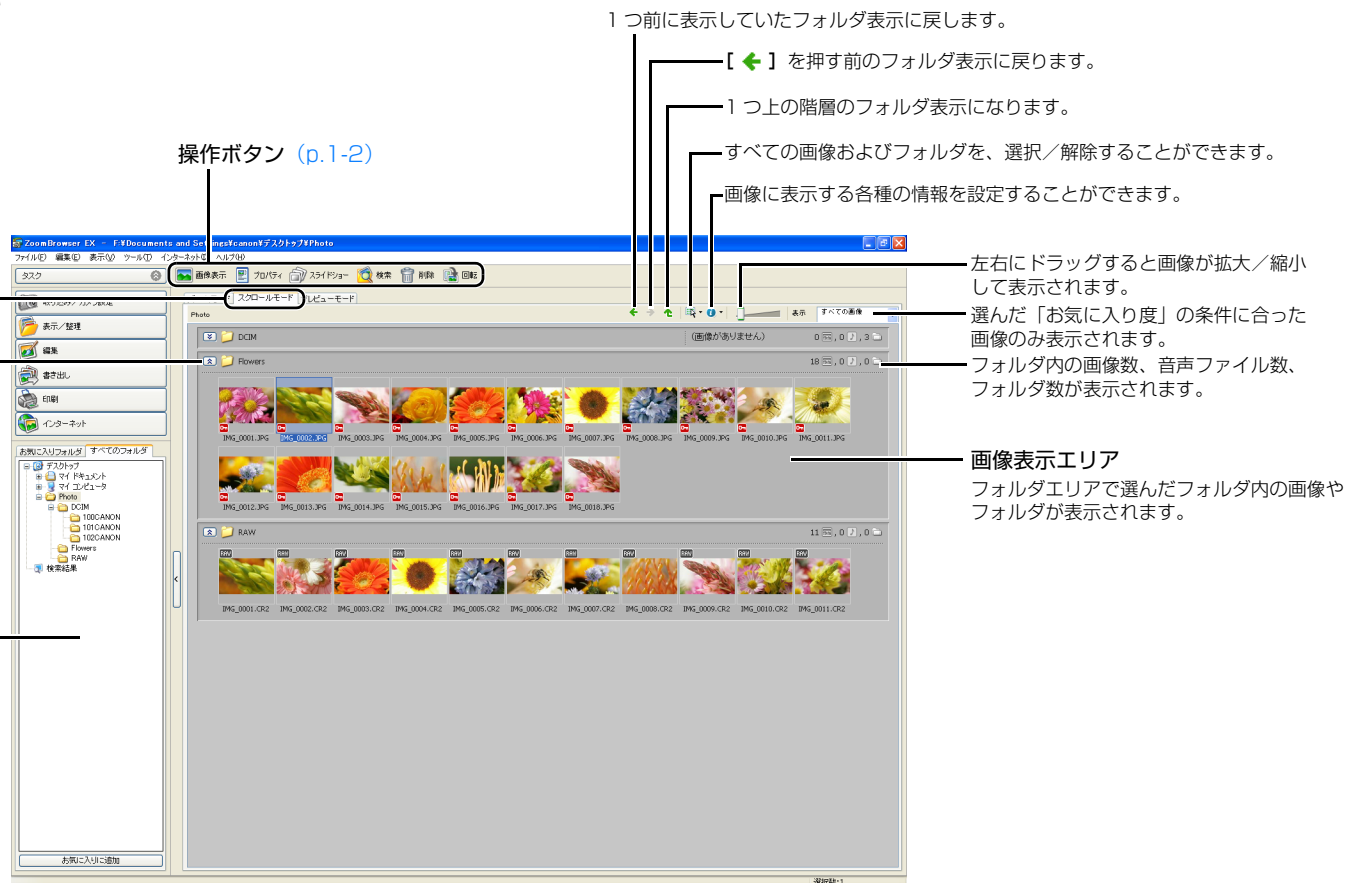 1 つ前に表示していたフォルダ表示に戻します。
[ ← ] を押す前のフォルダ表示に戻ります。
1 つ上の階層のフォルダ表示になります。
操作ボタン（p.1-2）
すべての画像およびフォルダを、選択／解除することができます。
画像に表示する各種の情報を設定することができます。
ZoomBrowser EX - F:¥Documents and Settings¥canon¥デスクトップ¥Photo
ファイル(F) 編集(E) 表示(V) ツール(T) インターネット(I) ヘルプ(H)
タスク
画像表示 プロパティ スライドショー 検索 削除 回転
左右にドラッグすると画像が拡大／縮小
して表示されます。
スクロールモード プレビューモード
Photo
表示 すべての画像
選んだ「お気に入り度」の条件に合った
画像のみ表示されます。
表示/整理
編集
書き出し
印刷
インターネット
DCIM (画像がありません) 0 , 0 , 3
Flowers 18 , 0 , 0
フォルダ内の画像数、音声ファイル数、
フォルダ数が表示されます。
IMG_0001.JPG IMG_0002.JPG IMG_0003.JPG IMG_0004.JPG IMG_0005.JPG IMG_0006.JPG IMG_0007.JPG IMG_0008.JPG IMG_0009.JPG IMG_0010.JPG IMG_0011.JPG
IMG_0012.JPG IMG_0013.JPG IMG_0014.JPG IMG_0015.JPG IMG_0016.JPG IMG_0017.JPG IMG_0018.JPG
画像表示エリア
フォルダエリアで選んだフォルダ内の画像や
フォルダが表示されます。
お気に入りフォルダ すべてのフォルダ
デスクトップ
マイ ドキュメント
マイ コンピュータ
Photo
DCIM
100CANON
101CANON
102CANON
Flowers
RAW
検索結果
RAW 11 , 0 , 0
RAW RAW RAW RAW RAW RAW RAW RAW RAW RAW RAW
IMG_0001.CR2 IMG_0002.CR2 IMG_0003.CR2 IMG_0004.CR2 IMG_0005.CR2 IMG_0006.CR2 IMG_0007.CR2 IMG_0008.CR2 IMG_0009.CR2 IMG_0010.CR2 IMG_0011.CR2
お気に入りに追加